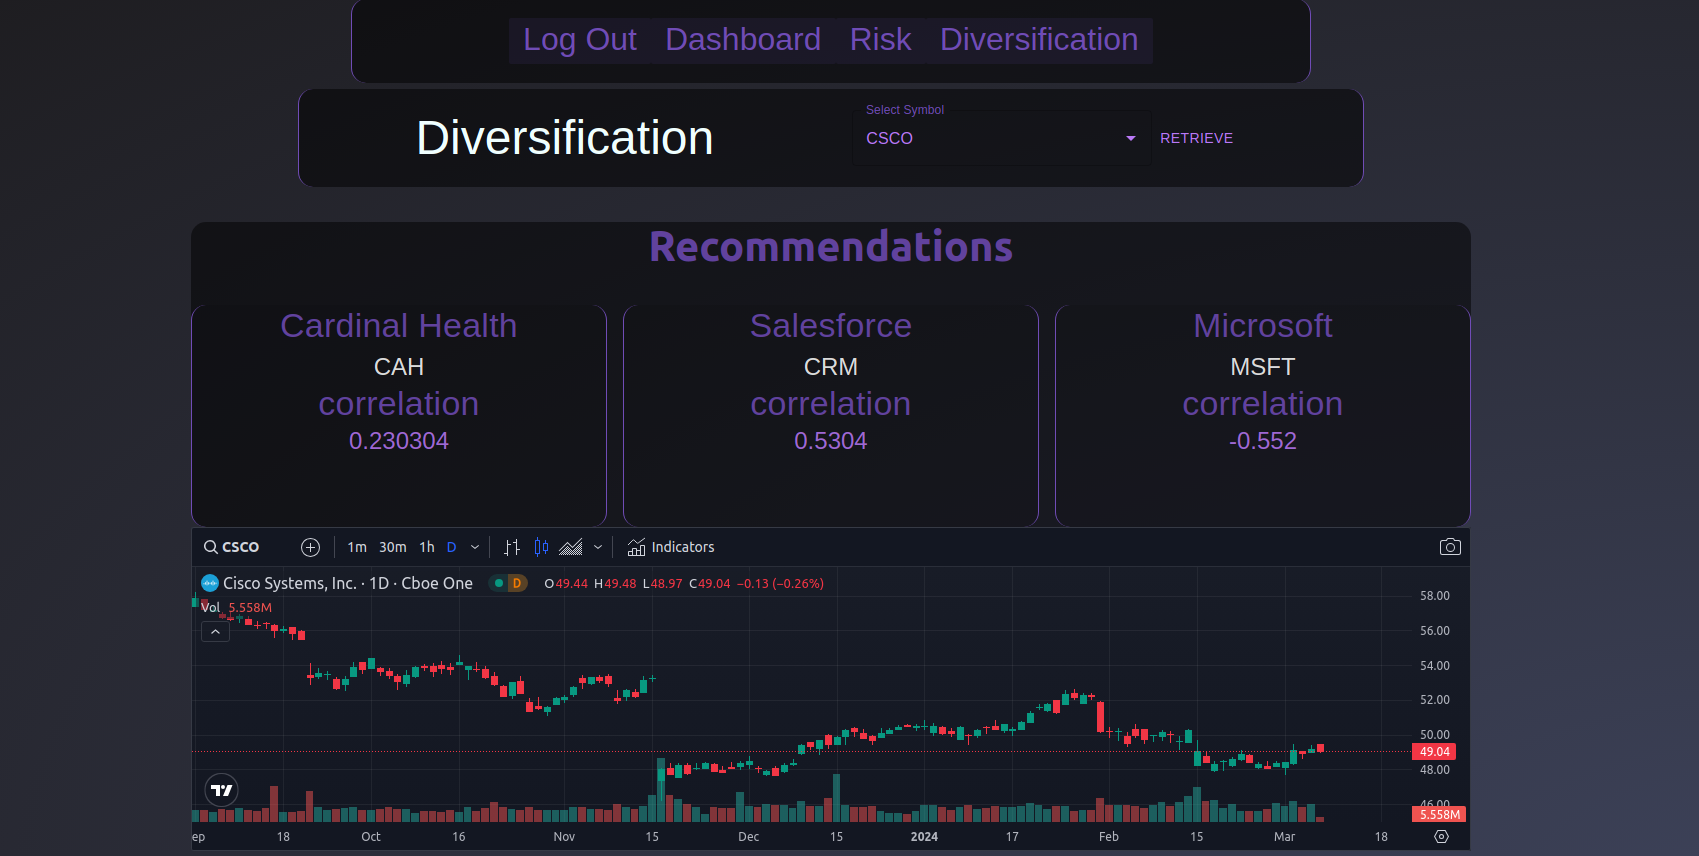 Log Out Dashboard Risk Diversification
Select Symbol
Diversification CSCO RETRIEVE
Recommendations
Cardinal Health Salesforce Microsoft
CAH CRM MSFT
correlation correlation correlation
0.230304 0.5304 -0.552
CSCO 1m 30m 1h D Indicators
Cisco Systems, Inc. · 1D · Cboe One D O49.44 H49.48 L48.97 C49.04 −0.13 (−0.26%)
58.00
Vol 5.558M
56.00
54.00
52.00
50.00
49.04
48.00
46.00
5.558M
ep 18 Oct 16 Nov 15 Dec 15 2024 17 Feb 15 Mar 18